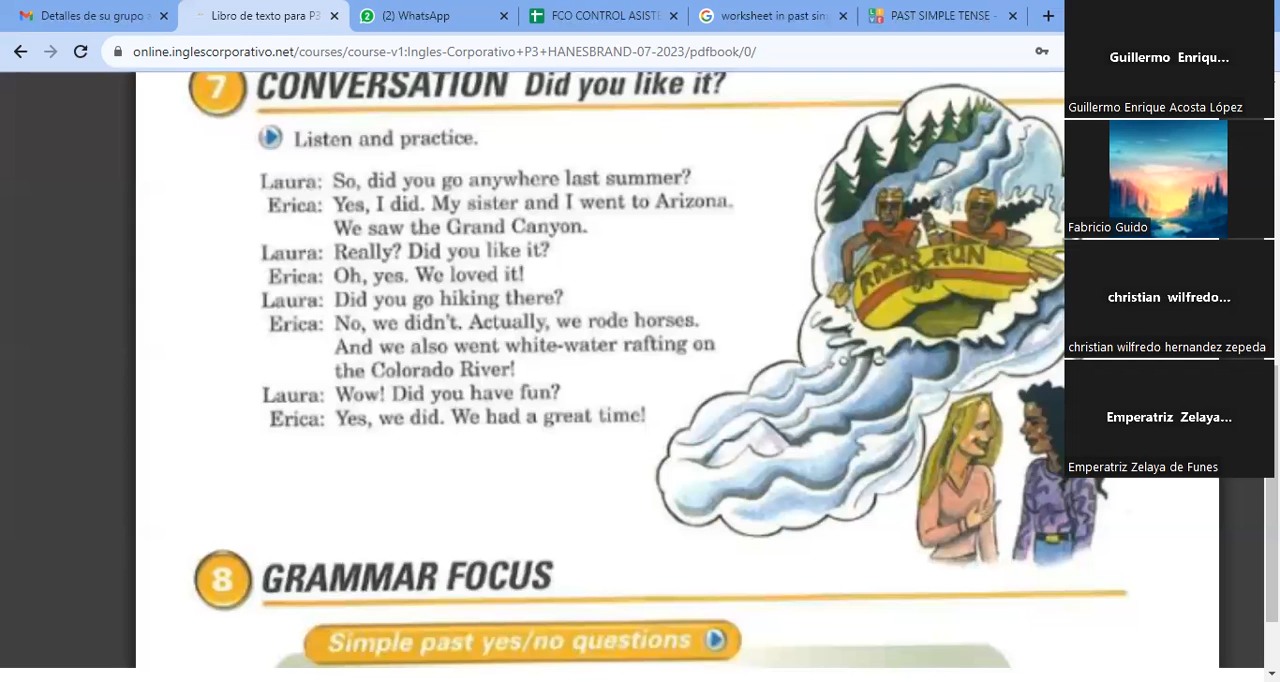 Detalles de su grupo
Libro de texto para P3
(2) WhatsApp
FCO CONTROL ASISTE
worksheet in past sim
PAST SIMPLE TENSE -
online.inglescorporativo.net/courses/course-v1:Ingles-Corporativo+P3+HANESBRAND-07-2023/pdfbook/0/
7 CONVERSATION Did you like it?
Listen and practice.
Laura: So, did you go anywhere last summer?
Erica: Yes, I did. My sister and I went to Arizona.
We saw the Grand Canyon.
Laura: Really? Did you like it?
Erica: Oh, yes. We loved it!
Laura: Did you go hiking there?
Erica: No, we didn't. Actually, we rode horses.
And we also went white-water rafting on
the Colorado River!
Laura: Wow! Did you have fun?
Erica: Yes, we did. We had a great time!
RIVER RUN
8 GRAMMAR FOCUS
Simple past yes/no questions
Guillermo Enriqu...
Guillermo Enrique Acosta López
Fabricio Guido
christian wilfredo...
christian wilfredo hernandez zepeda
Emperatriz Zelaya...
Emperatriz Zelaya de Funes